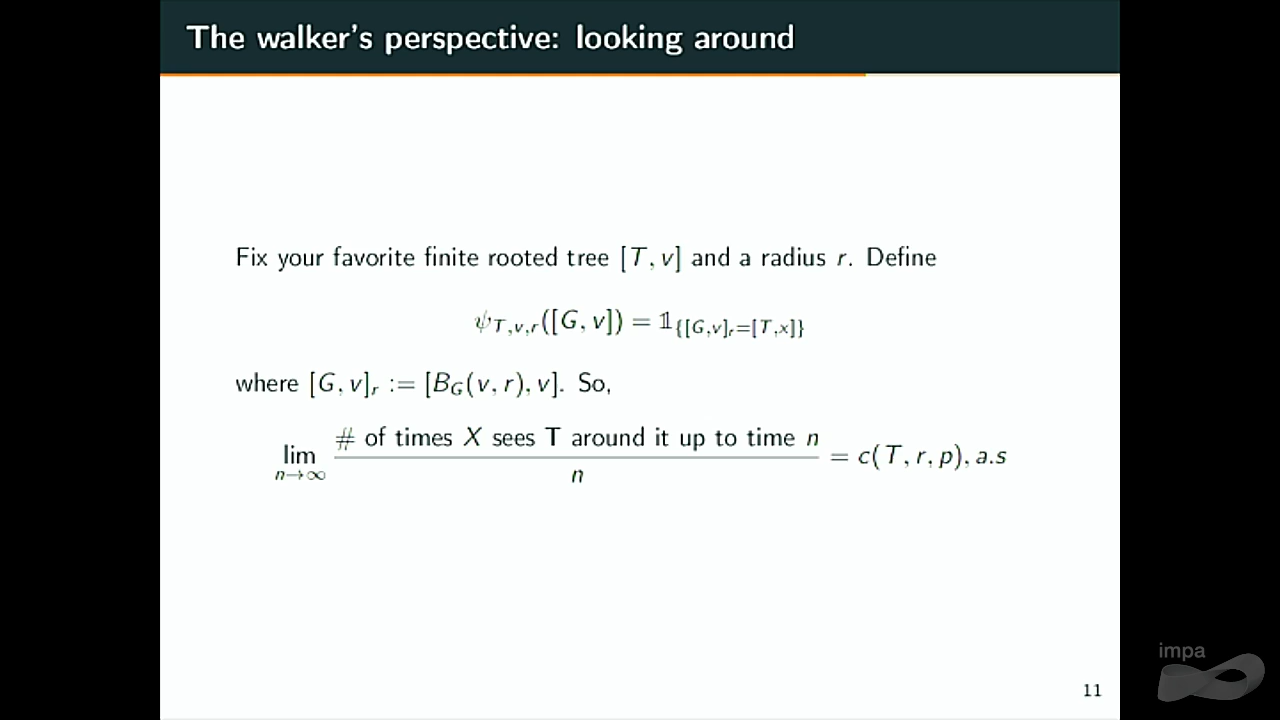 The walker's perspective: looking around
Fix your favorite finite rooted tree [T, v] and a radius r. Define
ψ_{T,v,r}([G, v]) = 𝟙_{{[G,v]_r=[T,x]}}
where [G, v]_r := [B_G(v, r), v]. So,
lim_{n→∞} # of times X sees T around it up to time n / n = c(T, r, p), a.s
impa
11